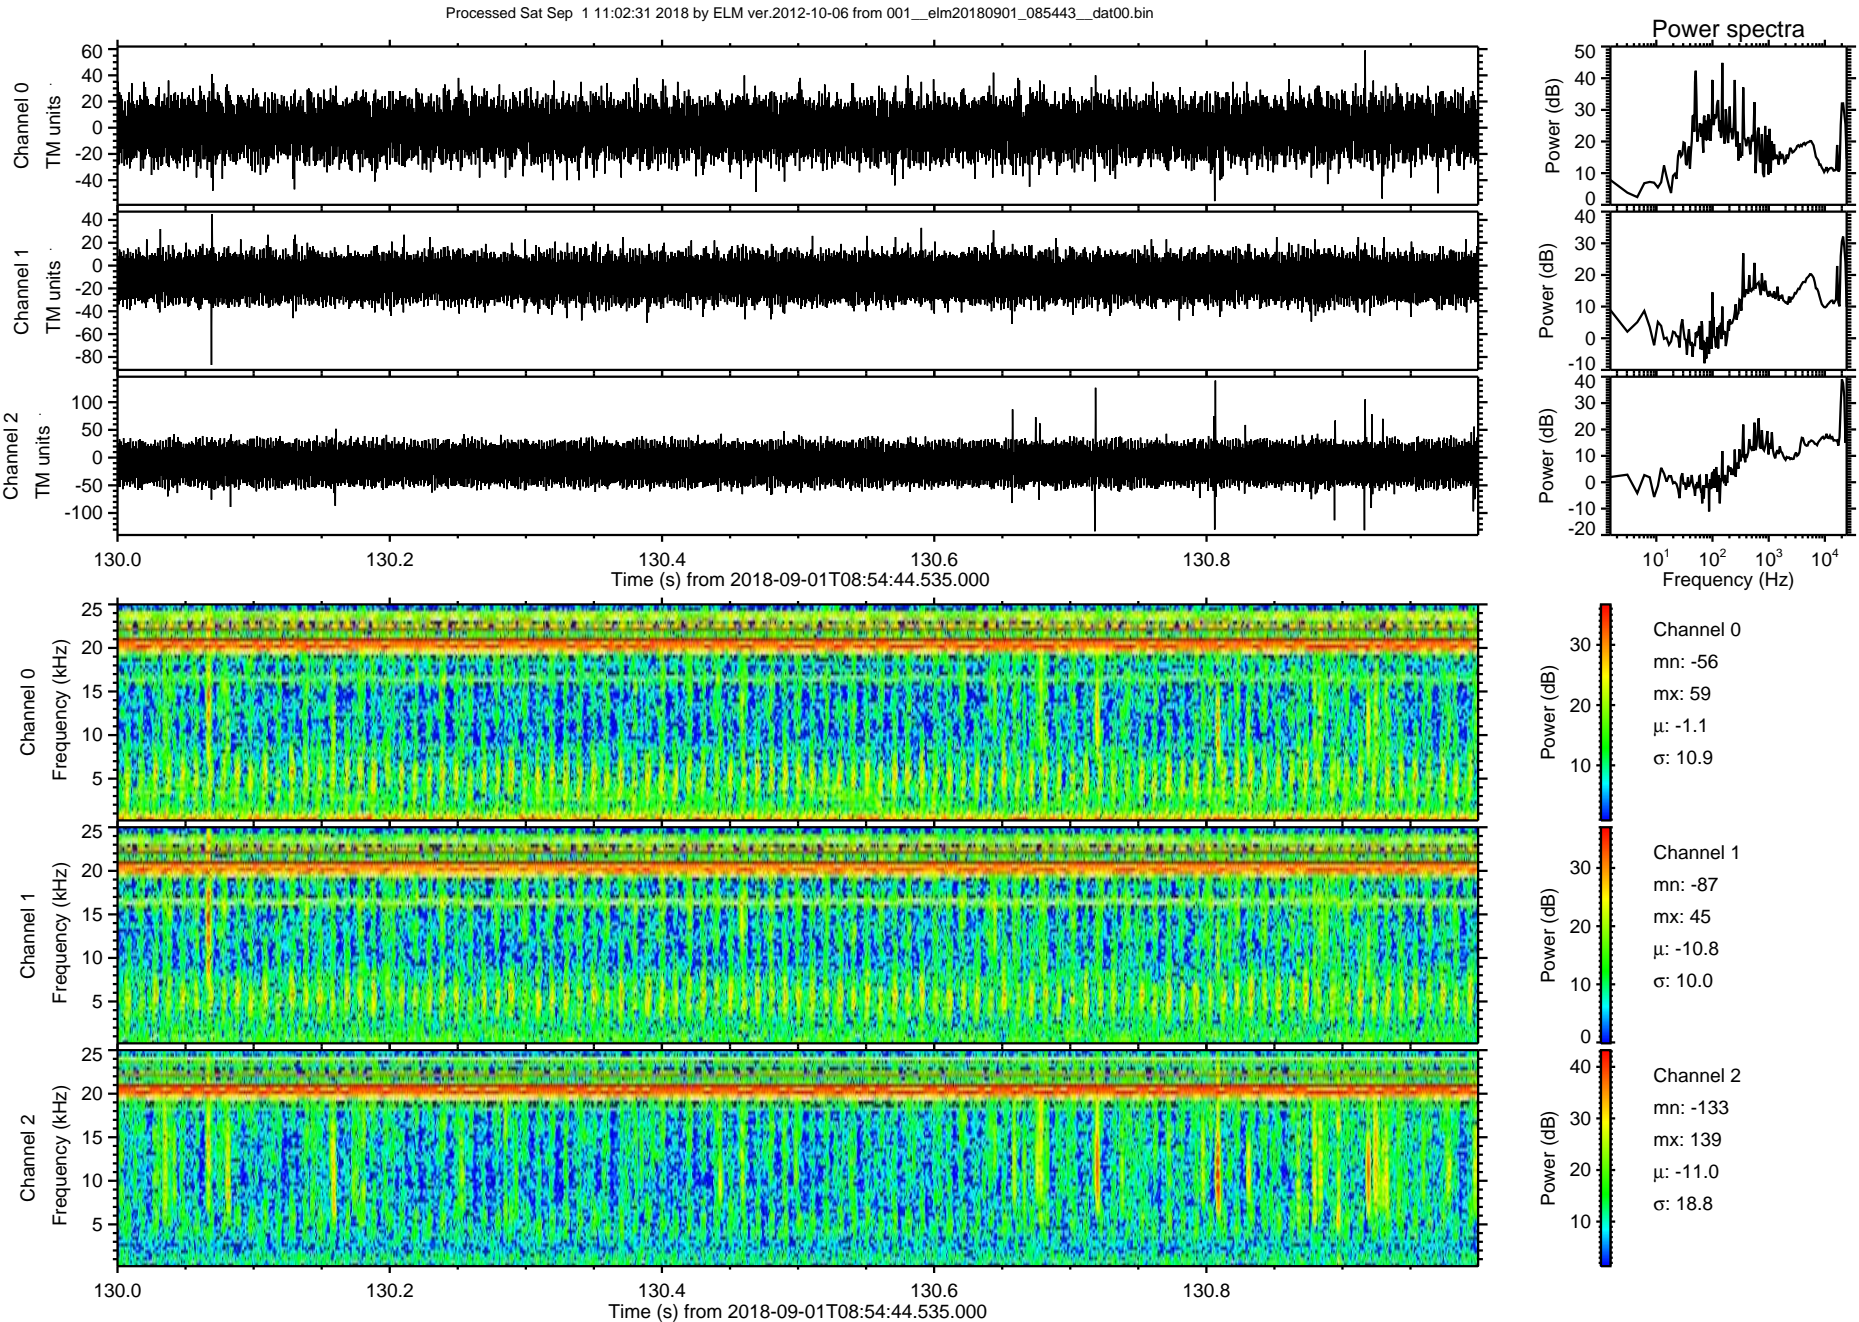 Processed Sat Sep 1 11:02:31 2018 by ELM ver.2012-10-06 from 001__elm20180901_085443__dat00.bin
Power spectra
Channel 0
TM units
60
40
20
0
-20
-40
Power (dB)
50
40
30
20
10
0
Channel 1
TM units
40
20
0
-20
-40
-60
-80
Power (dB)
40
30
20
10
0
-10
Channel 2
TM units
100
50
0
-50
-100
Power (dB)
40
30
20
10
0
-10
-20
130.0 130.2 130.4 130.6 130.8
Time (s) from 2018-09-01T08:54:44.535.000
10^1 10^2 10^3 10^4
Frequency (Hz)
Channel 0
Frequency (kHz)
25
20
15
10
5
Power (dB)
30
20
10
Channel 0
mn: -56
mx: 59
μ: -1.1
σ: 10.9
Channel 1
Frequency (kHz)
25
20
15
10
5
Power (dB)
30
20
10
0
Channel 1
mn: -87
mx: 45
μ: -10.8
σ: 10.0
Channel 2
Frequency (kHz)
25
20
15
10
5
Power (dB)
40
30
20
10
Channel 2
mn: -133
mx: 139
μ: -11.0
σ: 18.8
130.0 130.2 130.4 130.6 130.8
Time (s) from 2018-09-01T08:54:44.535.000